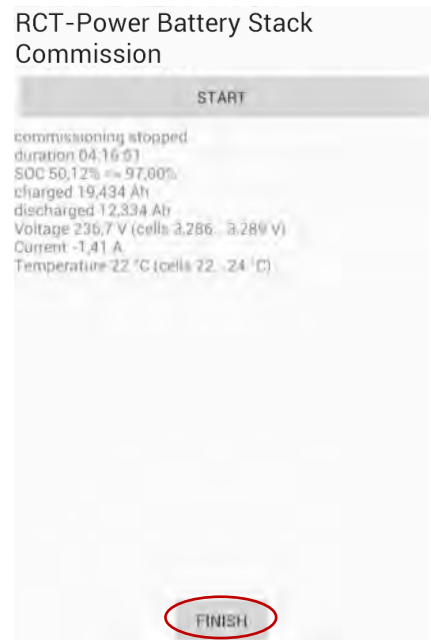 RCT-Power Battery Stack
Commission
START
commissioning stopped
duration 04:16:51
SOC 50,12% => 97,00%
charged 19,434 Ah
discharged 12,334 Ah
Voltage 236,7 V (cells 3,286...3,289 V)
Current -1,41 A
Temperature 22 °C (cells 22...24 °C)
FINISH